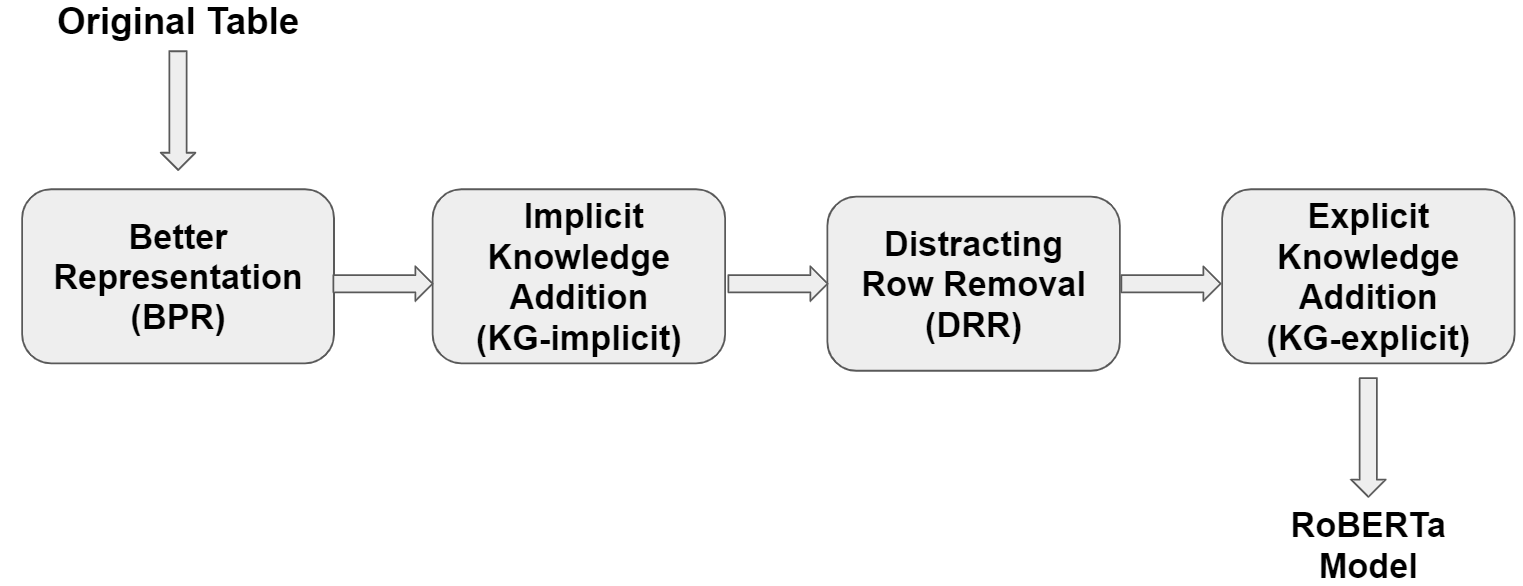 Original Table
Better
Representation
(BPR)
Implicit
Knowledge
Addition
(KG-implicit)
Distracting
Row Removal
(DRR)
Explicit
Knowledge
Addition
(KG-explicit)
RoBERTa
Model